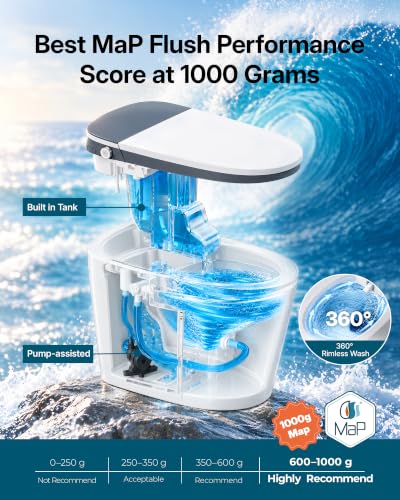 Best MaP Flush Performance
Score at 1000 Grams
Built in Tank
360°
360°
Rimless Wash
Pump-assisted
1000g
Map
MaP
0–250 g
Not Recommend
250–350 g
Acceptable
350–600 g
Recommend
600–1000 g
Highly Recommend